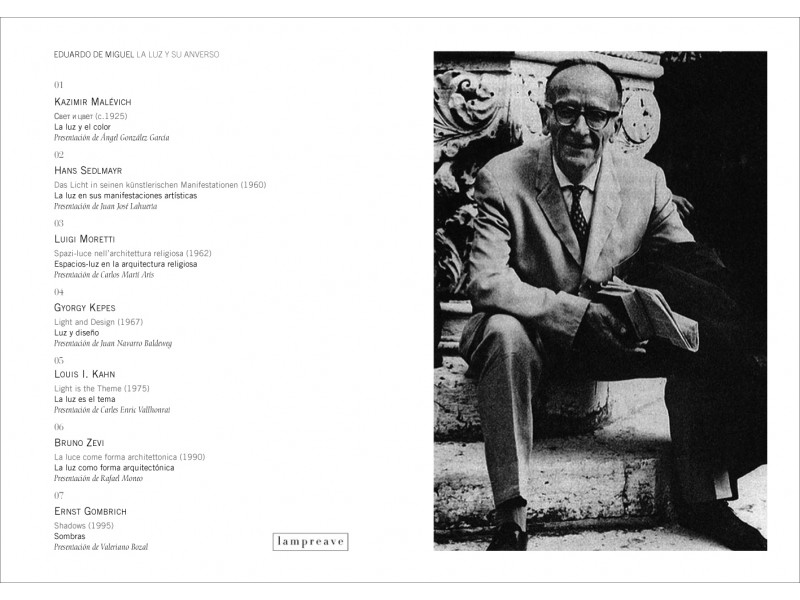 EDUARDO DE MIGUEL LA LUZ Y SU ANVERSO
01
KAZIMIR MALÉVICH
Свет и цвет (c.1925)
La luz y el color
Presentación de Ángel González García
02
HANS SEDLMAYR
Das Licht in seinen künstlerischen Manifestationen (1960)
La luz en sus manifestaciones artísticas
Presentación de Juan José Lahuerta
03
LUIGI MORETTI
Spazi-luce nell'architettura religiosa (1962)
Espacios-luz en la arquitectura religiosa
Presentación de Carlos Martí Arís
04
GYORGY KEPES
Light and Design (1967)
Luz y diseño
Presentación de Juan Navarro Baldeweg
05
LOUIS I. KAHN
Light is the Theme (1975)
La luz es el tema
Presentación de Carles Enric Vallhonrat
06
BRUNO ZEVI
La luce come forma architettonica (1990)
La luz como forma arquitectónica
Presentación de Rafael Moneo
07
ERNST GOMBRICH
Shadows (1995)
Sombras
Presentación de Valeriano Bozal
lampreave